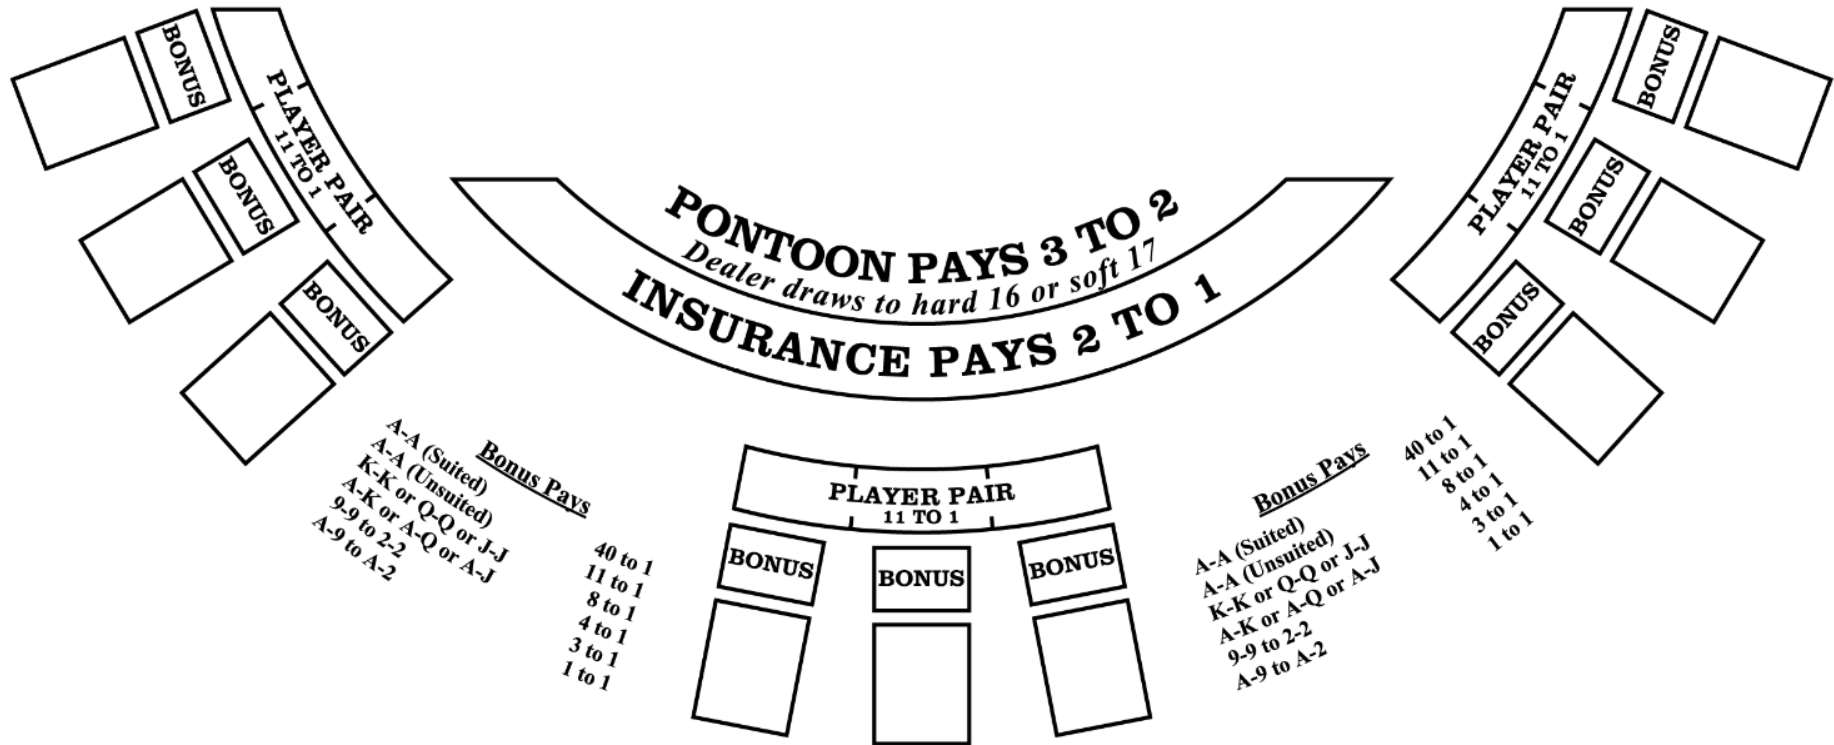 BONUS
BONUS
BONUS
PLAYER PAIR
11 TO 1
PONTOON PAYS 3 TO 2
Dealer draws to hard 16 or soft 17
INSURANCE PAYS 2 TO 1
PLAYER PAIR
11 TO 1
BONUS
BONUS
BONUS
Bonus Pays
A-A (Suited) 40 to 1
A-A (Unsuited) 11 to 1
K-K or Q-Q or J-J 8 to 1
A-K or A-Q or A-J 4 to 1
9-9 to 2-2 3 to 1
A-9 to A-2 1 to 1
PLAYER PAIR
11 TO 1
BONUS
BONUS
BONUS
Bonus Pays
A-A (Suited) 40 to 1
A-A (Unsuited) 11 to 1
K-K or Q-Q or J-J 8 to 1
A-K or A-Q or A-J 4 to 1
9-9 to 2-2 3 to 1
A-9 to A-2 1 to 1